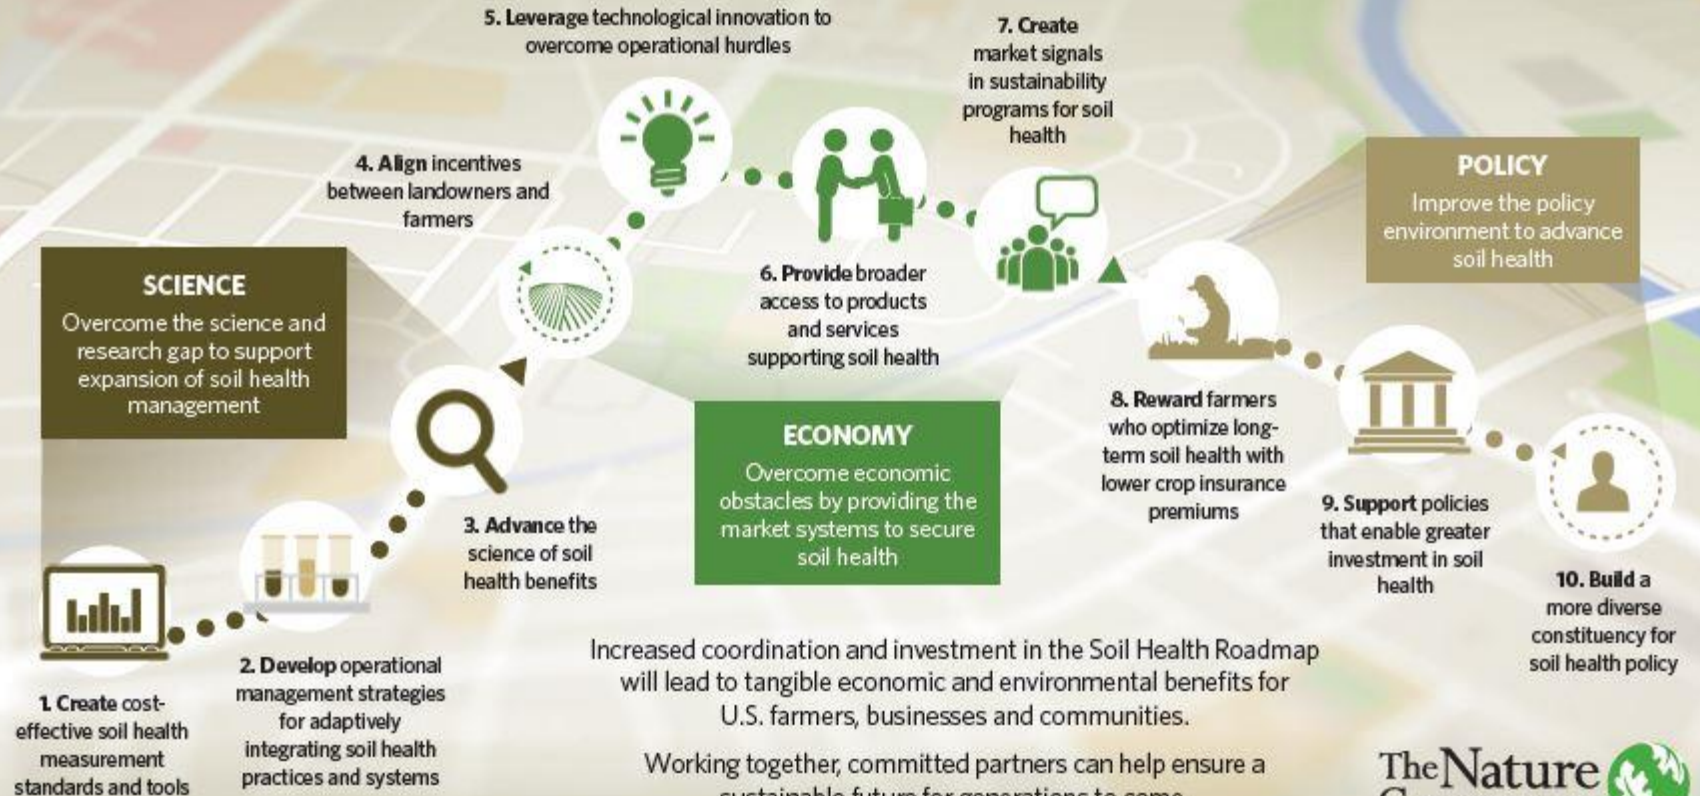 5. Leverage technological innovation to
overcome operational hurdles
7. Create
market signals
in sustainability
programs for soil
health
4. Align incentives
between landowners and
farmers
POLICY
Improve the policy
environment to advance
soil health
SCIENCE
Overcome the science and
research gap to support
expansion of soil health
management
6. Provide broader
access to products
and services
supporting soil health
8. Reward farmers
who optimize long-
term soil health with
lower crop insurance
premiums
ECONOMY
Overcome economic
obstacles by providing the
market systems to secure
soil health
9. Support policies
that enable greater
investment in soil
health
3. Advance the
science of soil
health benefits
10. Build a
more diverse
constituency for
soil health policy
2. Develop operational
management strategies
for adaptively
integrating soil health
practices and systems
1. Create cost-
effective soil health
measurement
standards and tools
Increased coordination and investment in the Soil Health Roadmap
will lead to tangible economic and environmental benefits for
U.S. farmers, businesses and communities.
Working together, committed partners can help ensure a
sustainable future for generations to come.
The Nature